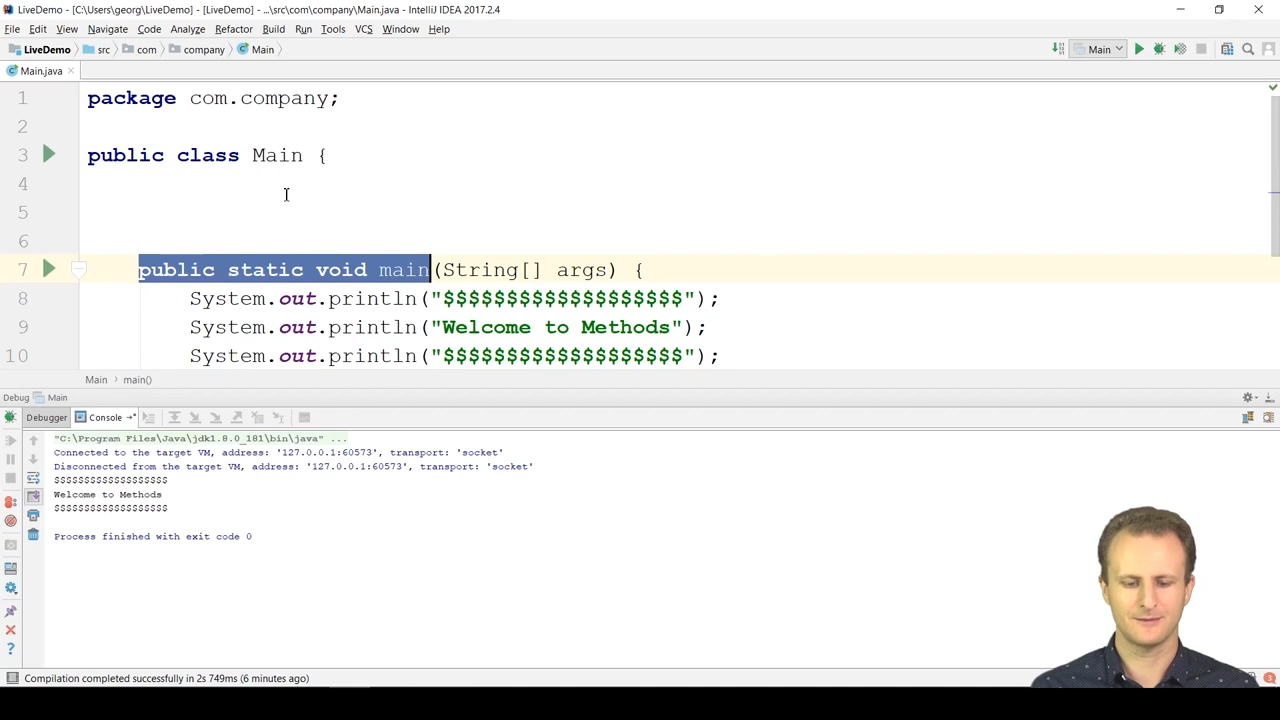 LiveDemo - [C:\Users\georg\LiveDemo] - [LiveDemo] - ...\src\com\company\Main.java - IntelliJ IDEA 2017.2.4
File Edit View Navigate Code Analyze Refactor Build Run Tools VCS Window Help
LiveDemo src com company Main Main
Main.java
1 package com.company;
2
3 public class Main {
4
5
6
7 public static void main(String[] args) {
8 System.out.println("$$$$$$$$$$$$$$$$$$$");
9 System.out.println("Welcome to Methods");
10 System.out.println("$$$$$$$$$$$$$$$$$$$");
Main main()
Debug Main
Debugger Console
"C:\Program Files\Java\jdk1.8.0_181\bin\java" ...
Connected to the target VM, address: '127.0.0.1:60573', transport: 'socket'
Disconnected from the target VM, address: '127.0.0.1:60573', transport: 'socket'
$$$$$$$$$$$$$$$$$$$
Welcome to Methods
$$$$$$$$$$$$$$$$$$$
Process finished with exit code 0
Compilation completed successfully in 2s 749ms (6 minutes ago)
3